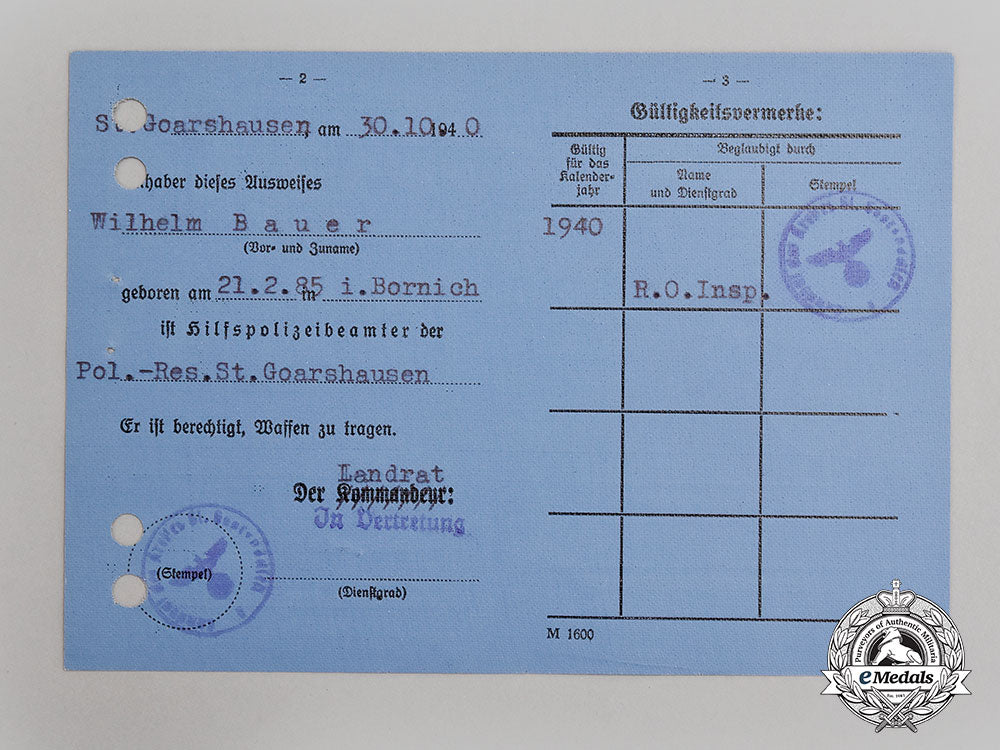 — 2 —
St. Goarshausen, am 30.10.1940
nhaber dieses Ausweises
Wilhelm Bauer
(Vor- und Zuname)
geboren am 21.2.85 in i.Bornich
ist Hilfspolizeibeamter der
Pol.-Res.St.Goarshausen
Er ist berechtigt, Waffen zu tragen.
Landrat
Der Kommandeur:
In Vertretung
(Stempel)
(Dienstgrad)
— 3 —
Gültigkeitsvermerke:
Gültig
für das
Kalender-
jahr
Beglaubigt durch
Name
und Dienstgrad
Stempel
1940
R.O.Insp.
M 1600
Purveyors of Authentic Militaria
eMedals